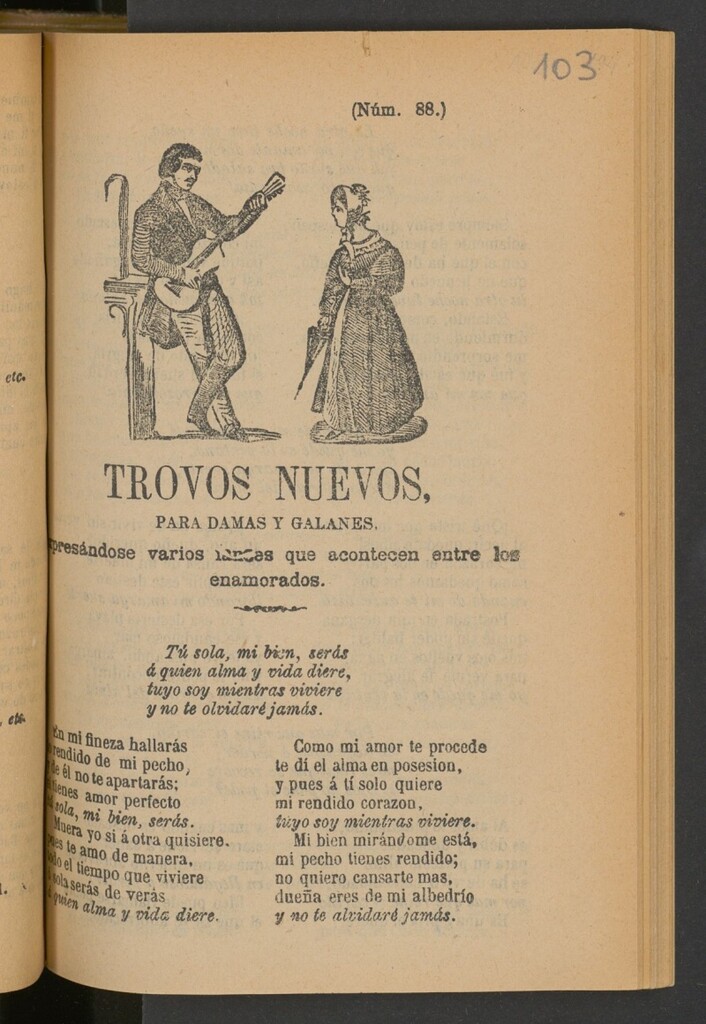 103
(Núm. 88.)
TROVOS NUEVOS,
PARA DAMAS Y GALANES,
presándose varios lances que acontecen entre los
enamorados.
Tú sola, mi bien, serás
á quien alma y vida diere,
tuyo soy mientras viviere
y no te olvidaré jamás.
En mi fineza hallarás
rendido de mi pecho,
de él no te apartarás;
tienes amor perfecto
sola, mi bien, serás.
Muera yo si á otra quisiere.
pues te amo de manera,
todo el tiempo que viviere
sola serás de verás
á quien alma y vida diere.
Como mi amor te procede
te dí el alma en posesion,
y pues á tí solo quiere
mi rendido corazon,
tuyo soy mientras viviere.
Mi bien mirándome está,
mi pecho tienes rendido;
no quiero cansarte mas,
dueña eres de mi albedrío
y no te alvidaré jamás.
etc.
, etc.